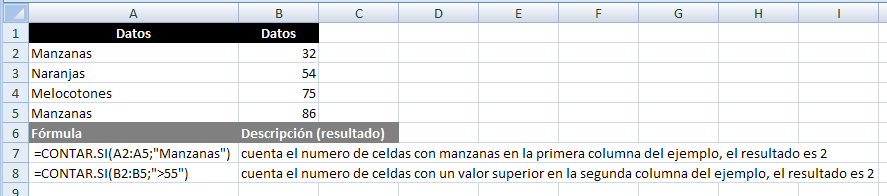 A B C D E F G H I
1 Datos Datos
2 Manzanas 32
3 Naranjas 54
4 Melocotones 75
5 Manzanas 86
6 Fórmula Descripción (resultado)
7 =CONTAR.SI(A2:A5;"Manzanas") cuenta el numero de celdas con manzanas en la primera columna del ejemplo, el resultado es 2
8 =CONTAR.SI(B2:B5;">55") cuenta el numero de celdas con un valor superior en la segunda columna del ejemplo, el resultado es 2
9